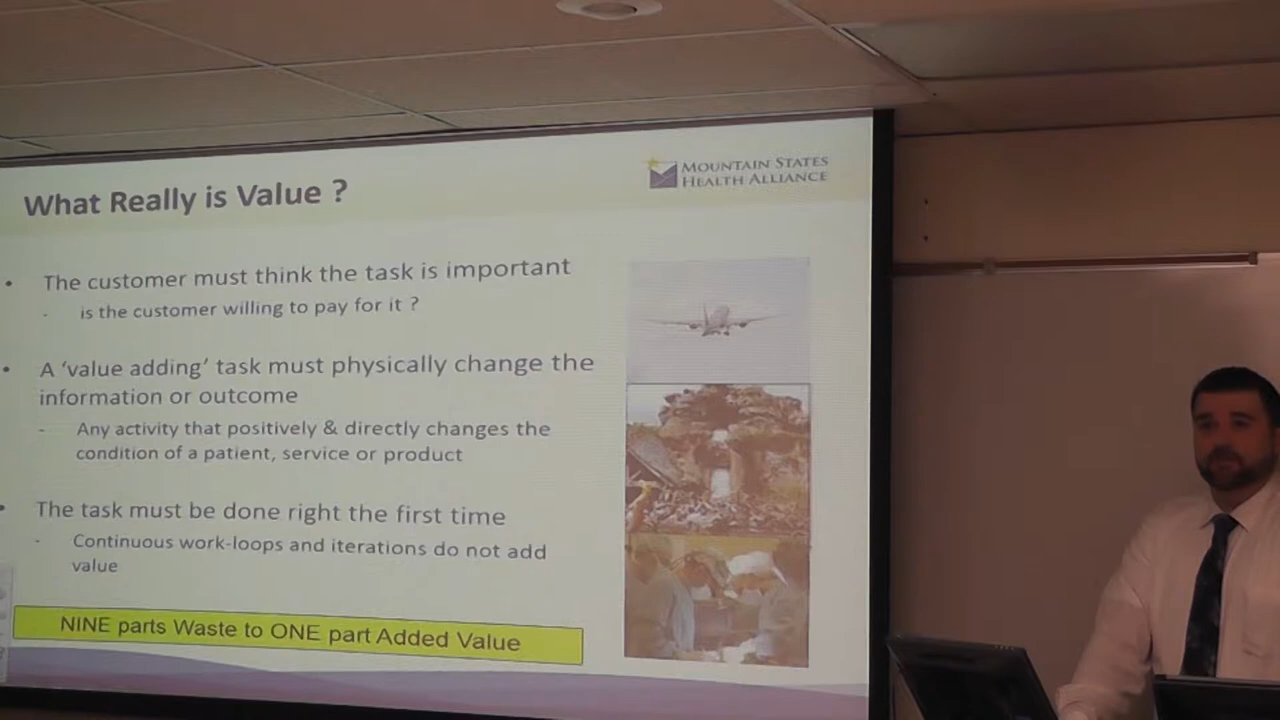 What Really is Value ?
MOUNTAIN STATES
HEALTH ALLIANCE
• The customer must think the task is important
- is the customer willing to pay for it ?
• A ‘value adding’ task must physically change the
information or outcome
- Any activity that positively & directly changes the
condition of a patient, service or product
• The task must be done right the first time
- Continuous work-loops and iterations do not add
value
NINE parts Waste to ONE part Added Value